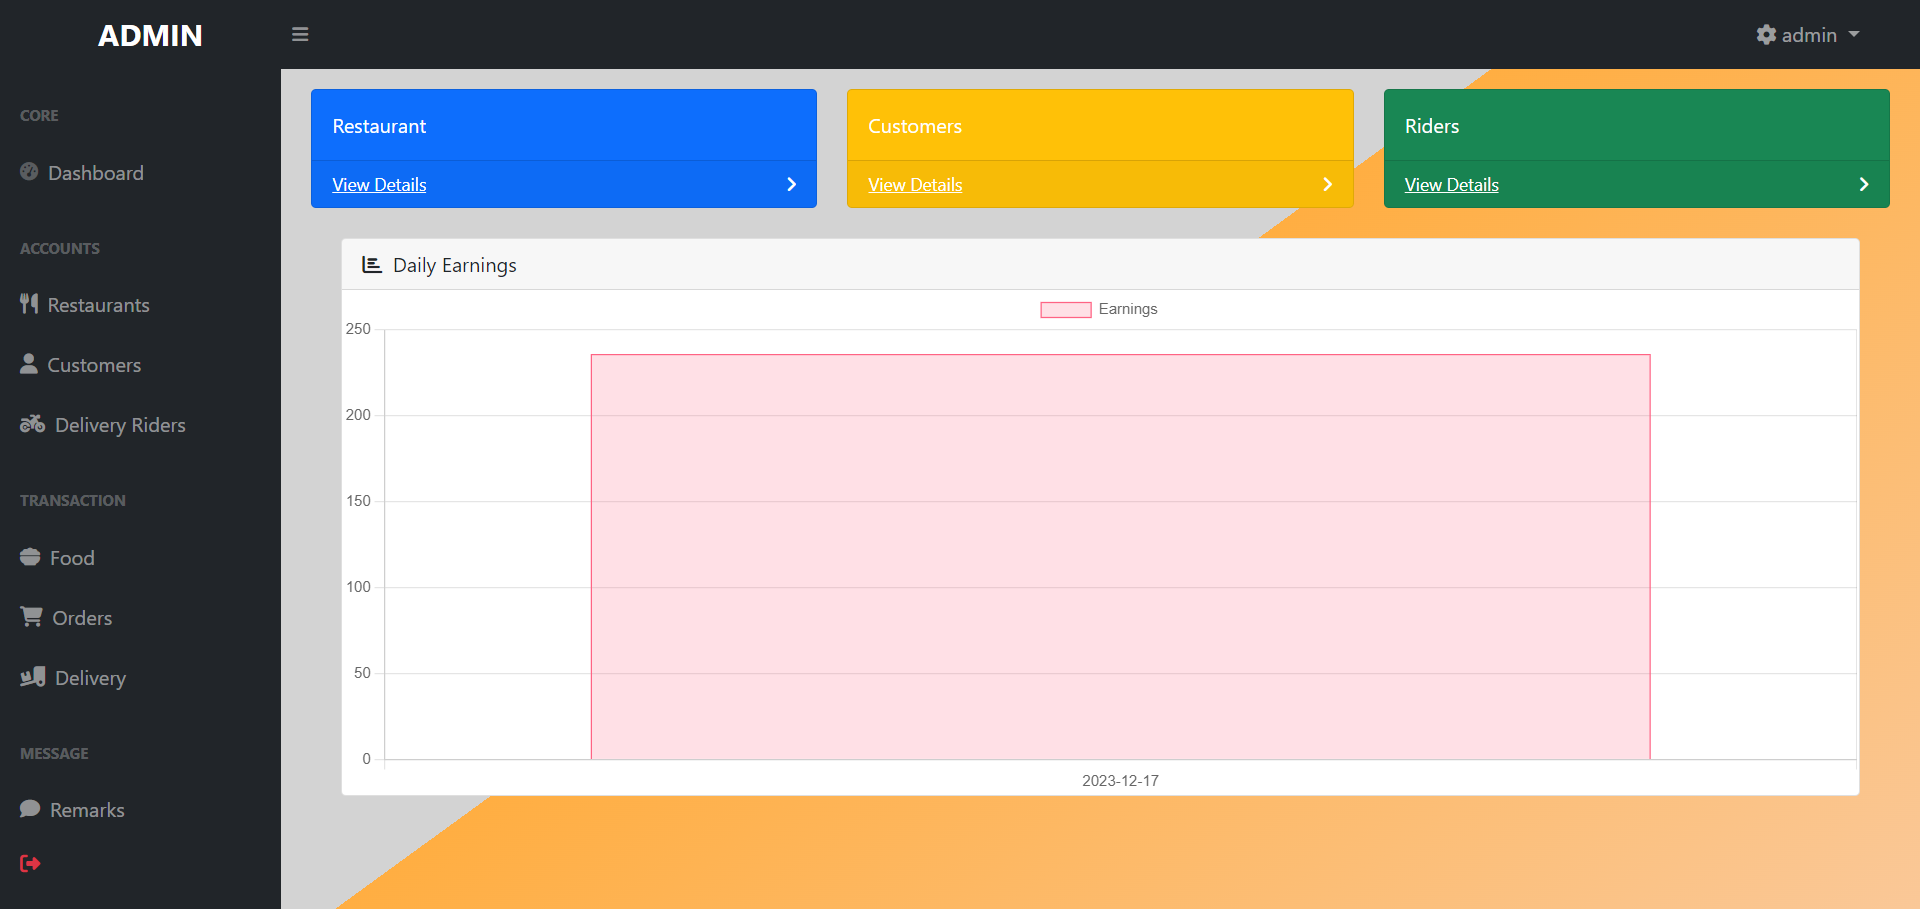 ADMIN
admin
CORE
Dashboard
ACCOUNTS
Restaurants
Customers
Delivery Riders
TRANSACTION
Food
Orders
Delivery
MESSAGE
Remarks
Restaurant
View Details
Customers
View Details
Riders
View Details
Daily Earnings
Earnings
250
200
150
100
50
0
2023-12-17